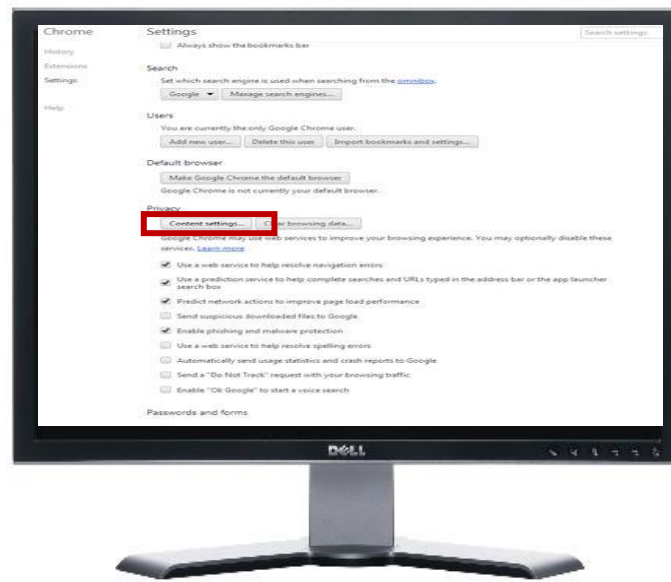 Chrome
Settings
Search settings
Always show the bookmarks bar
History
Extensions
Settings
Help
Search
Set which search engine is used when searching from the omnibox.
Google Manage search engines...
Users
You are currently the only Google Chrome user.
Add new user... Delete this user Import bookmarks and settings...
Default browser
Make Google Chrome the default browser
Google Chrome is not currently your default browser.
Privacy
Content settings... Clear browsing data...
Google Chrome may use web services to improve your browsing experience. You may optionally disable these
services. Learn more
Use a web service to help resolve navigation errors
Use a prediction service to help complete searches and URLs typed in the address bar or the app launcher
search box
Predict network actions to improve page load performance
Send suspicious downloaded files to Google
Enable phishing and malware protection
Use a web service to help resolve spelling errors
Automatically send usage statistics and crash reports to Google
Send a "Do Not Track" request with your browsing traffic
Enable "Ok Google" to start a voice search
Passwords and forms
DELL